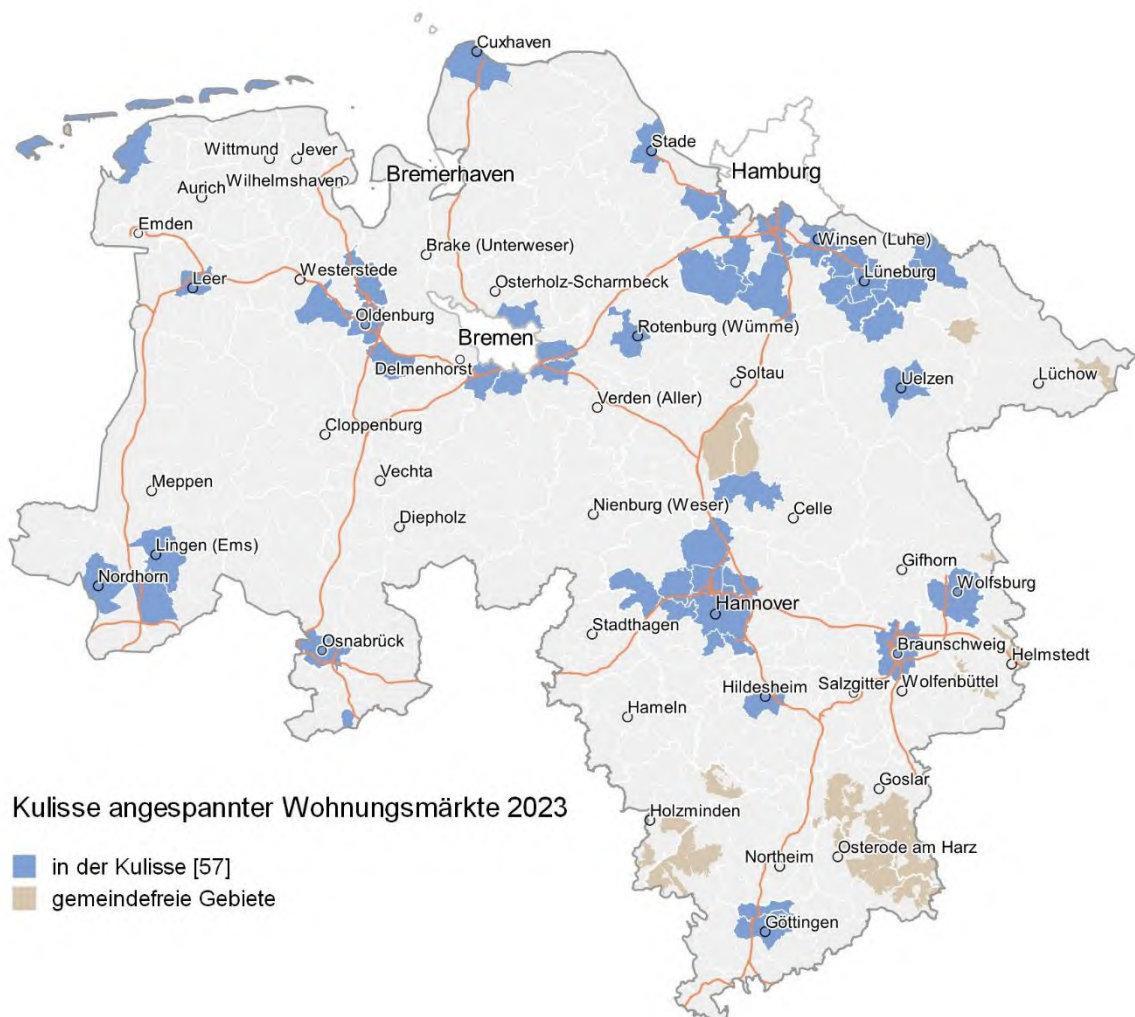 Cuxhaven
Stade
Hamburg
Wittmund
Jever
Bremerhaven
Wilhelmshaven
Aurich
Emden
Brake (Unterweser)
Winsen (Luhe)
Leer
Westerstede
Osterholz-Scharmbeck
Lüneburg
Oldenburg
Rotenburg (Wümme)
Bremen
Delmenhorst
Soltau
Uelzen
Lüchow
Verden (Aller)
Cloppenburg
Vechta
Meppen
Nienburg (Weser)
Celle
Diepholz
Lingen (Ems)
Gifhorn
Nordhorn
Wolfsburg
Hannover
Stadthagen
Osnabrück
Braunschweig
Helmstedt
Hildesheim
Salzgitter
Wolfenbüttel
Hameln
Goslar
Kulisse angespannter Wohnungsmärkte 2023
Holzminden
in der Kulisse [57]
Northeim
Osterode am Harz
gemeindefreie Gebiete
Göttingen